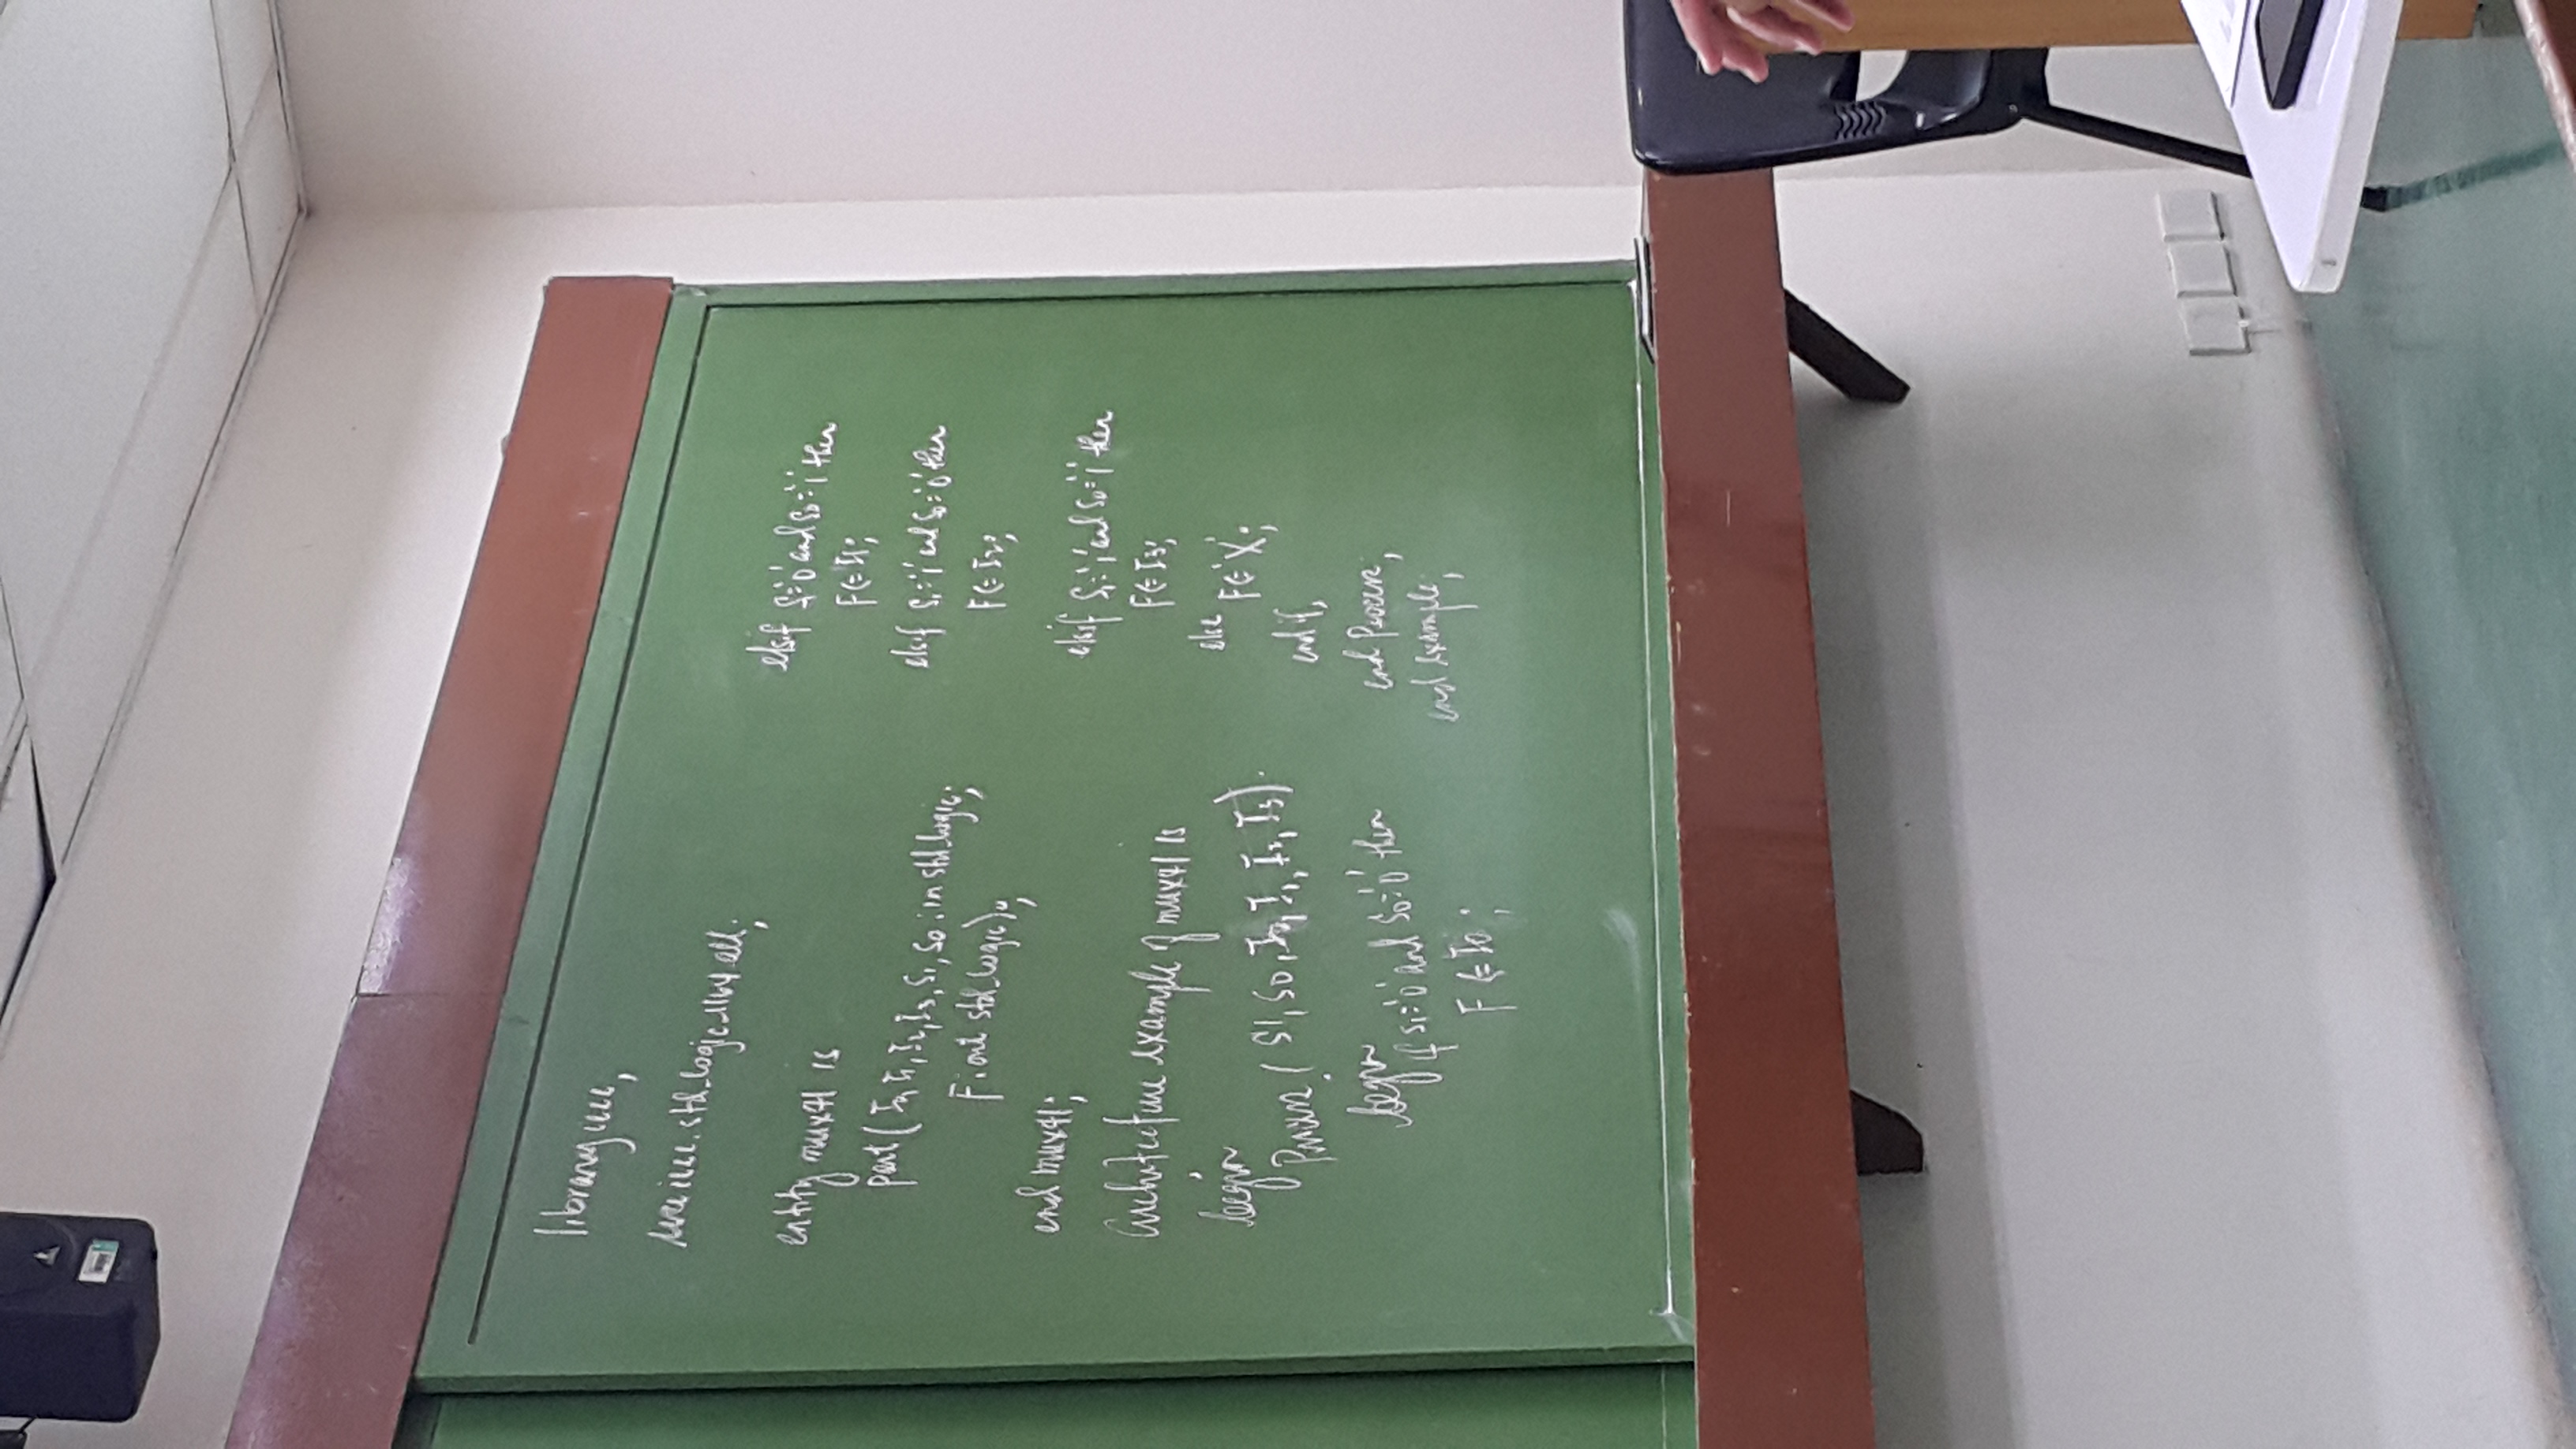 library ieee;
use ieee.std_logic_1164.all;
entity mux41 is
port ( I0, I1, I2, I3, S1, S0 : in std_logic;
F: out std_logic);
end mux41;
Architecture example of mux41 is
begin
Process ( S1, S0, I0, I1, I2, I3).
begin
if S1='0' and S0='0' then
F <= I0 ;
elsif S1='0' and S0='1' then
F <= I1;
elsif S1='1' and S0='0' then
F <= I2;
elsif S1='1' and S0='1' then
F <= I3;
else
F <= 'X';
end if;
end Process;
end example;